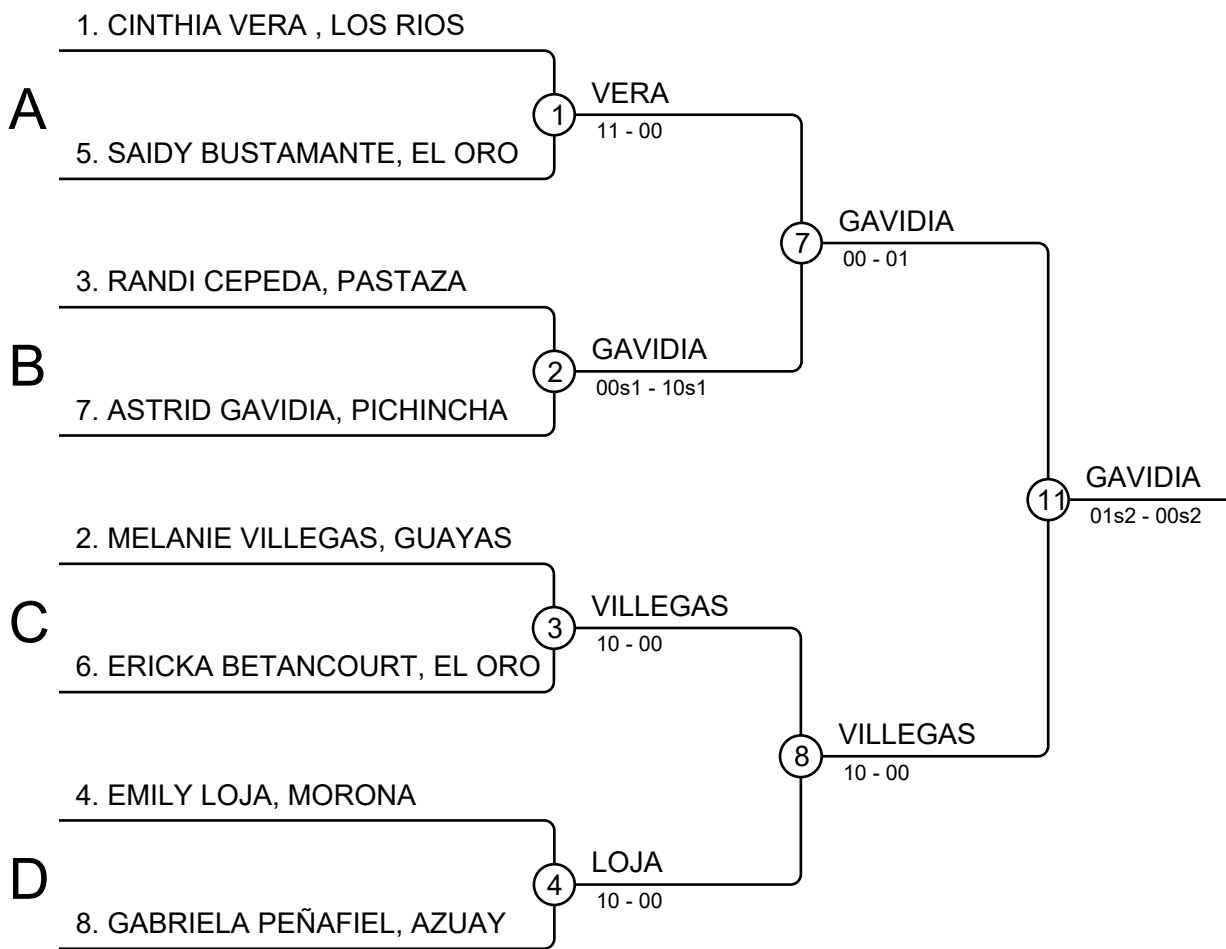 1. CINTHIA VERA , LOS RIOS
A
1
VERA
11 - 00
5. SAIDY BUSTAMANTE, EL ORO
7
GAVIDIA
00 - 01
3. RANDI CEPEDA, PASTAZA
B
2
GAVIDIA
00s1 - 10s1
7. ASTRID GAVIDIA, PICHINCHA
11
GAVIDIA
01s2 - 00s2
2. MELANIE VILLEGAS, GUAYAS
C
3
VILLEGAS
10 - 00
6. ERICKA BETANCOURT, EL ORO
8
VILLEGAS
10 - 00
4. EMILY LOJA, MORONA
D
4
LOJA
10 - 00
8. GABRIELA PEÑAFIEL, AZUAY